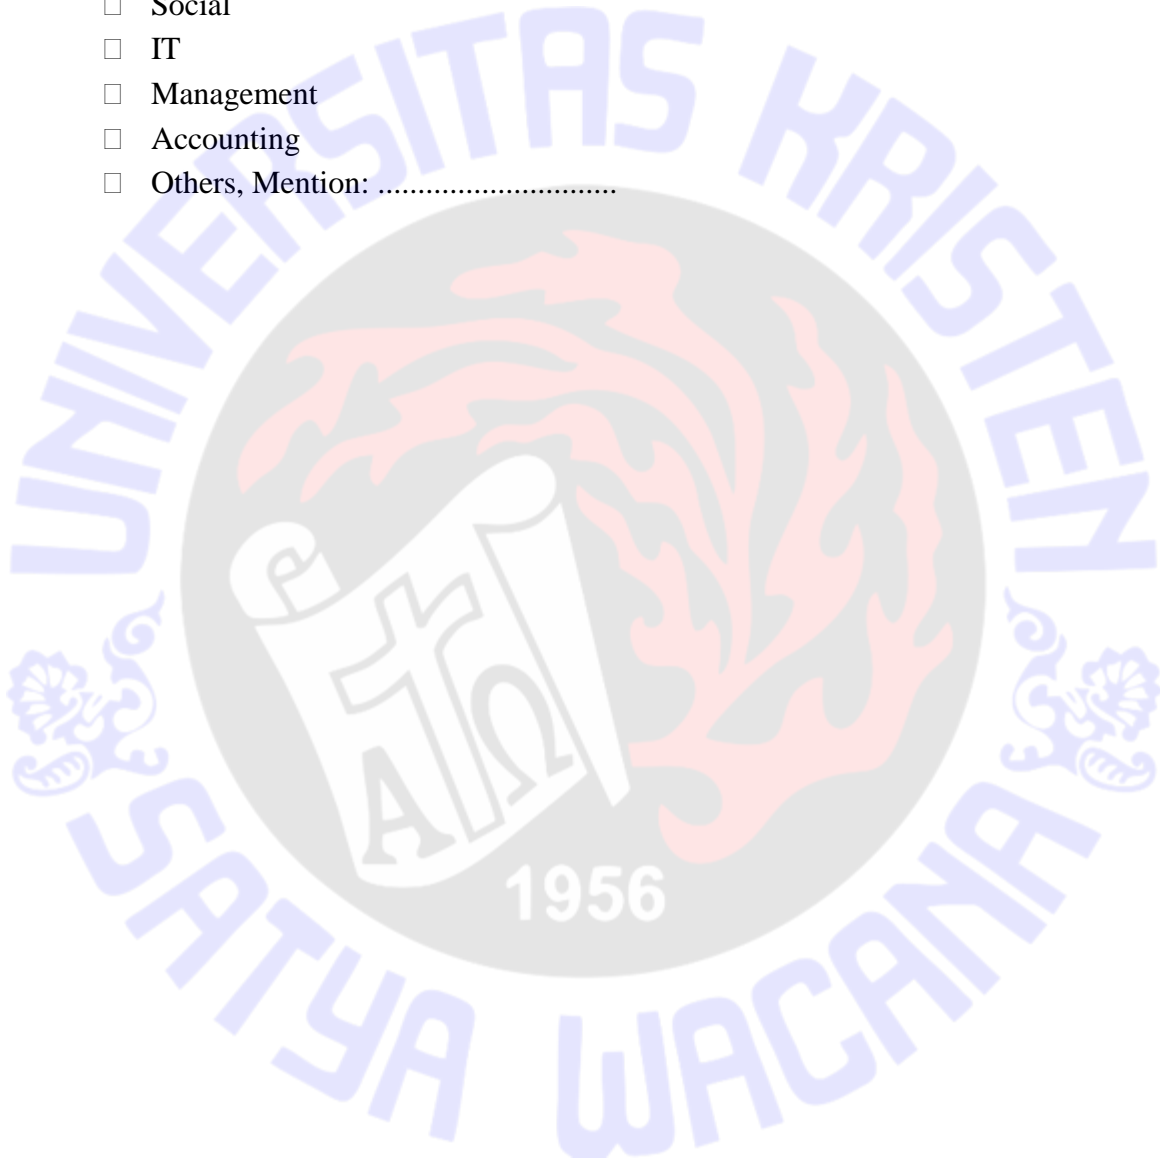 ☐ Social
☐ IT
☐ Management
☐ Accounting
☐ Others, Mention: ..............................
UNIVERSITAS KRISTEN
SATYA WACANA
Α Ω
1956